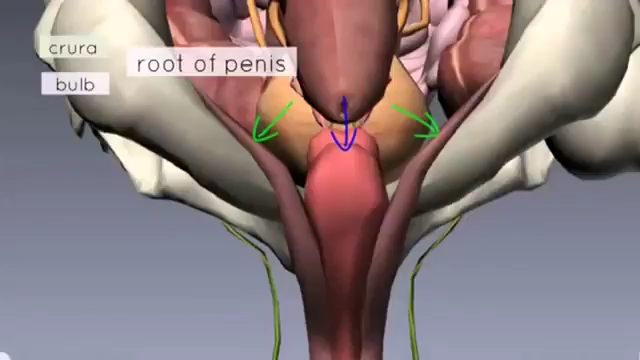 crura
root of penis
bulb